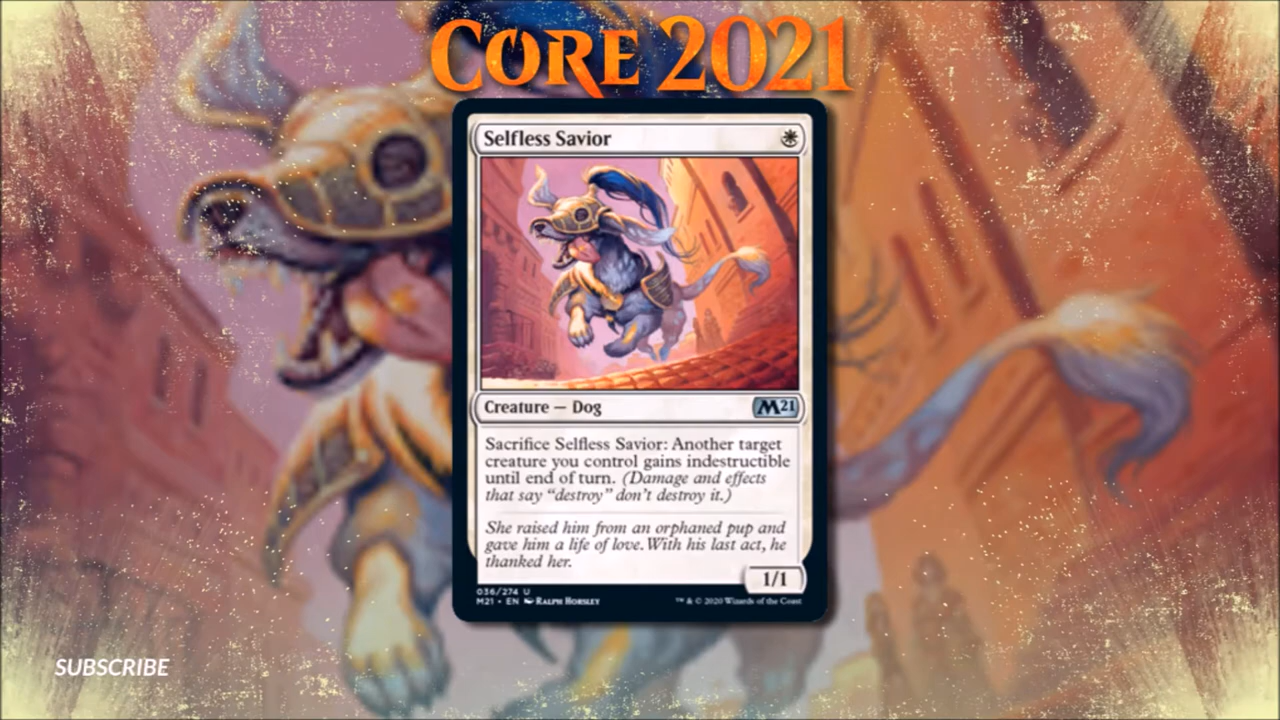 CORE 2021
Selfless Savior
Creature — Dog
M21
Sacrifice Selfless Savior: Another target
creature you control gains indestructible
until end of turn. (Damage and effects
that say “destroy” don’t destroy it.)
She raised him from an orphaned pup and
gave him a life of love. With his last act, he
thanked her.
1/1
036/274 U
M21 • EN RALPH HORSLEY
™ & © 2020 Wizards of the Coast
SUBSCRIBE